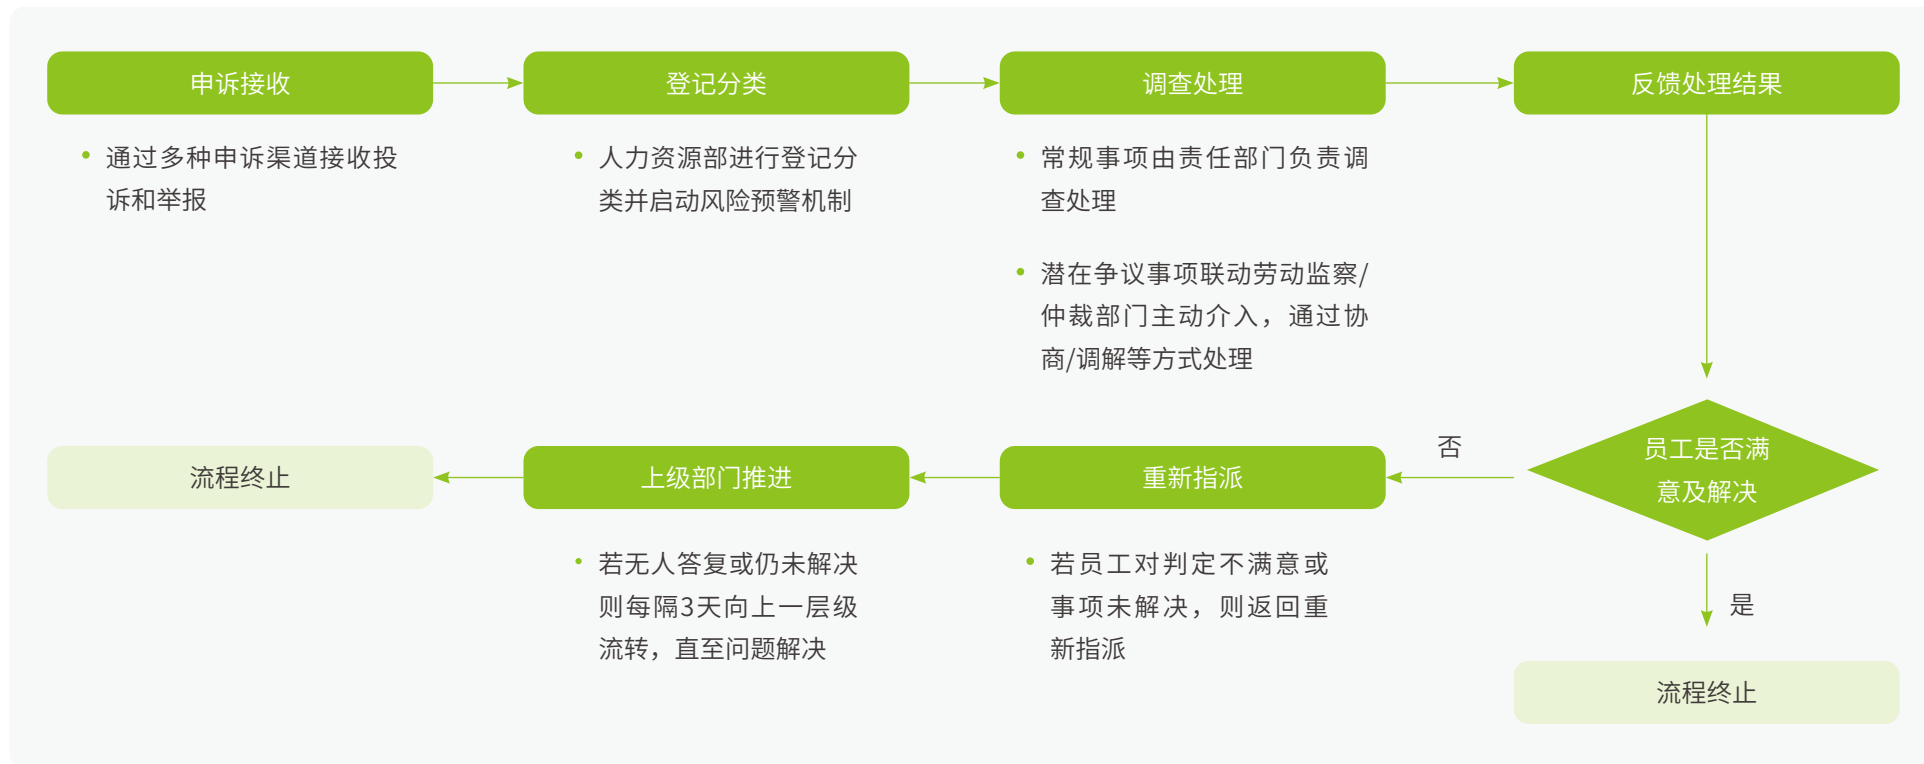 申诉接收
登记分类
调查处理
反馈处理结果
• 通过多种申诉渠道接收投
诉和举报
• 人力资源部进行登记分
类并启动风险预警机制
• 常规事项由责任部门负责调
查处理
• 潜在争议事项联动劳动监察/
仲裁部门主动介入，通过协
商/调解等方式处理
员工是否满
意及解决
否
重新指派
上级部门推进
流程终止
• 若员工对判定不满意或
事项未解决，则返回重
新指派
• 若无人答复或仍未解决
则每隔3天向上一层级
流转，直至问题解决
是
流程终止